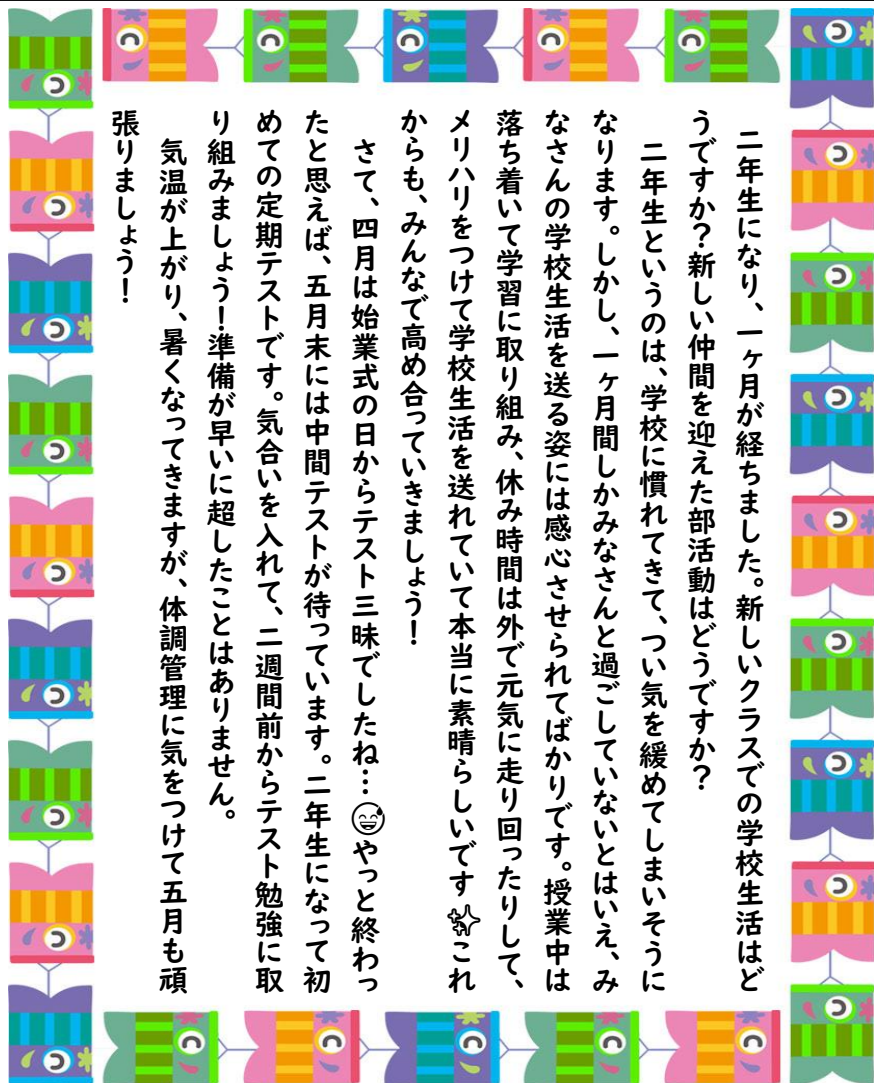 二年生になり、一ヶ月が経ちました。新しいクラスでの学校生活はど
うですか？新しい仲間を迎えた部活動はどうですか？
二年生というのは、学校に慣れてきて、つい気を緩めてしまいそうに
なります。しかし、一ヶ月間しかみなさんと過ごしていないとはいえ、み
なさんの学校生活を送る姿には感心させられてばかりです。授業中は
落ち着いて学習に取り組み、休み時間は外で元気に走り回ったりして、
メリハリをつけて学校生活を送れていて本当に素晴らしいです✨これ
からも、みんなで高め合っていきましょう！
さて、四月は始業式の日からテスト三昧でしたね…😅やっと終わっ
たと思えば、五月末には中間テストが待っています。二年生になって初
めての定期テストです。気合いを入れて、二週間前からテスト勉強に取
り組みましょう！準備が早いに超したことはありません。
気温が上がり、暑くなってきますが、体調管理に気をつけて五月も頑
張りましょう！